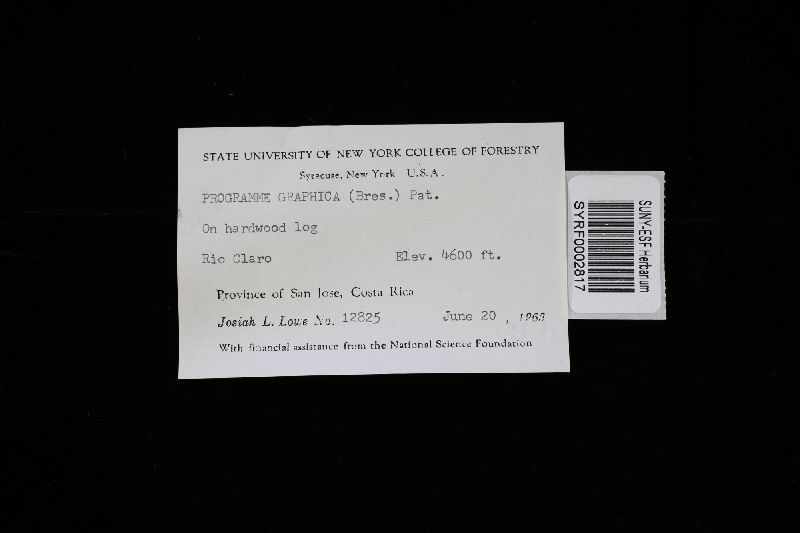 STATE UNIVERSITY OF NEW YORK COLLEGE OF FORESTRY
Syracuse, New York U.S.A.
PROGRAMME GRAPHICA (Bres.) Pat.
On hardwood log
Rio Claro Elev. 4600 ft.
Province of San Jose, Costa Rica
Josiah L. Lowe No. 12825 June 20, 1963
With financial assistance from the National Science Foundation
SUNY-ESF Herbarium
SYRF0002817